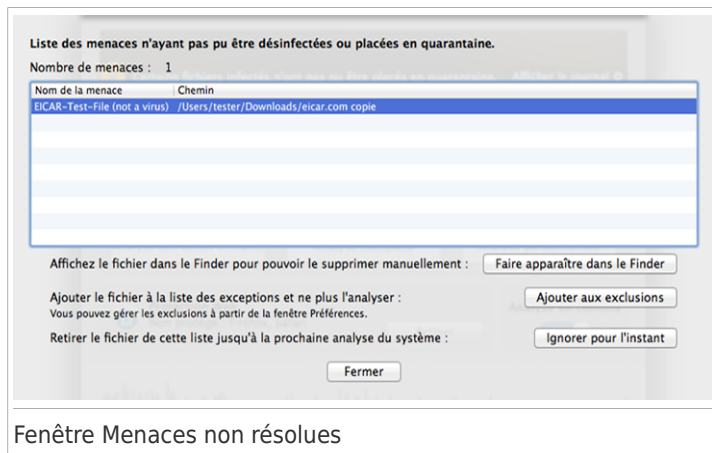 Liste des menaces n'ayant pas pu être désinfectées ou placées en quarantaine.
Nombre de menaces : 1
Nom de la menace Chemin
EICAR-Test-File (not a virus) /Users/tester/Downloads/eicar.com copie
Affichez le fichier dans le Finder pour pouvoir le supprimer manuellement : Faire apparaître dans le Finder
Ajouter le fichier à la liste des exceptions et ne plus l'analyser : Ajouter aux exclusions
Vous pouvez gérer les exclusions à partir de la fenêtre Préférences.
Retirer le fichier de cette liste jusqu'à la prochaine analyse du système : Ignorer pour l'instant
Fermer
Fenêtre Menaces non résolues